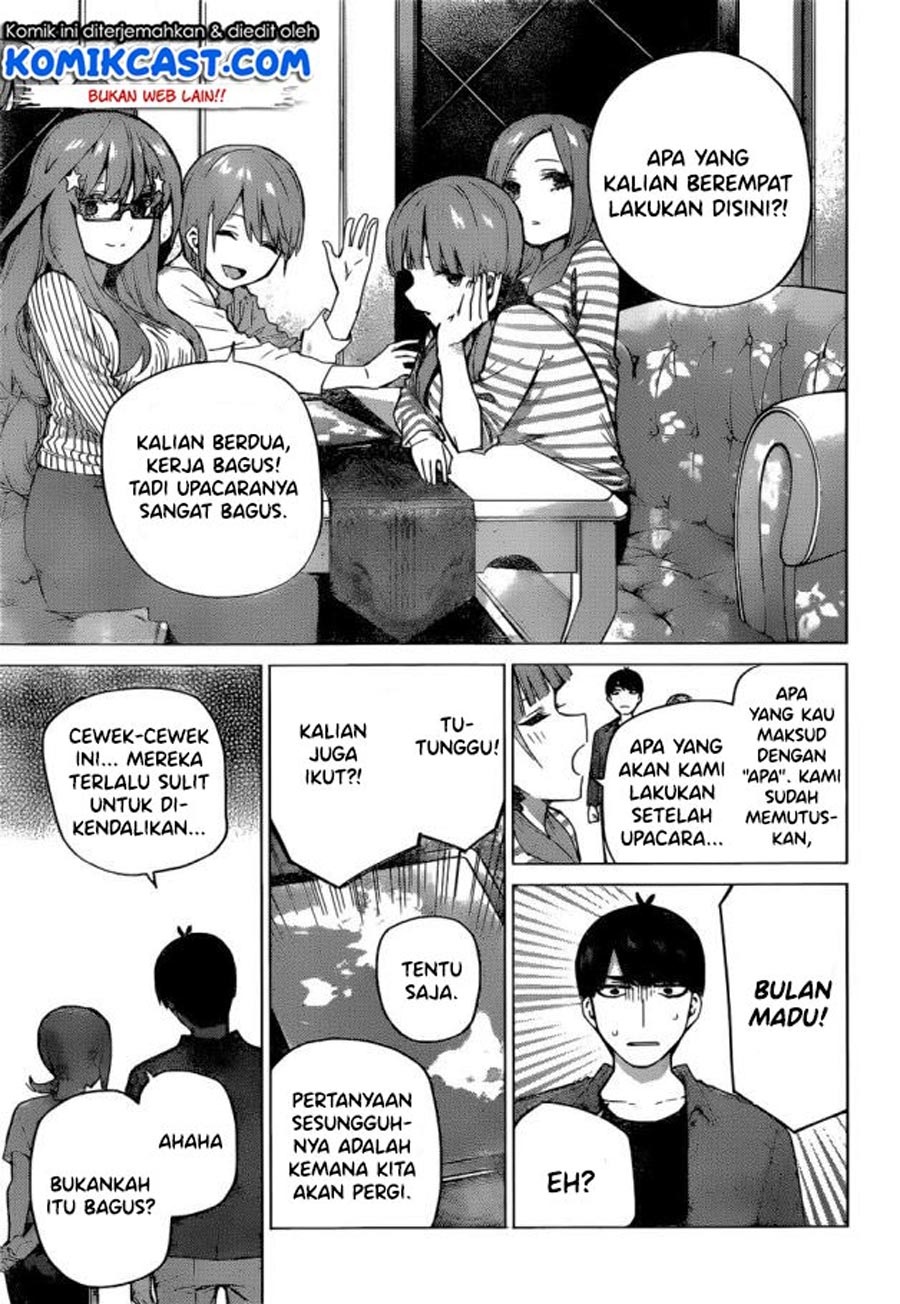 Komik ini diterjemahkan & diedit oleh
KOMIKCAST.COM
BUKAN WEB LAIN!!
APA YANG
KALIAN BEREMPAT
LAKUKAN DISINI?!
KALIAN BERDUA,
KERJA BAGUS!
TADI UPACARANYA
SANGAT BAGUS.
APA
YANG KAU
MAKSUD
DENGAN
"APA". KAMI
SUDAH
MEMUTUS-
KAN,
APA YANG
AKAN KAMI
LAKUKAN
SETELAH
UPACARA...
BULAN
MADU!
EH?
TU-
TUNGGU!
KALIAN
JUGA
IKUT?!
TENTU
SAJA.
PERTANYAAN
SESUNGGUH-
NYA ADALAH
KEMANA KITA
AKAN PERGI.
CEWEK-CEWEK
INI... MEREKA
TERLALU SULIT
UNTUK DI-
KENDALIKAN...
AHAHA
BUKANKAH
ITU BAGUS?